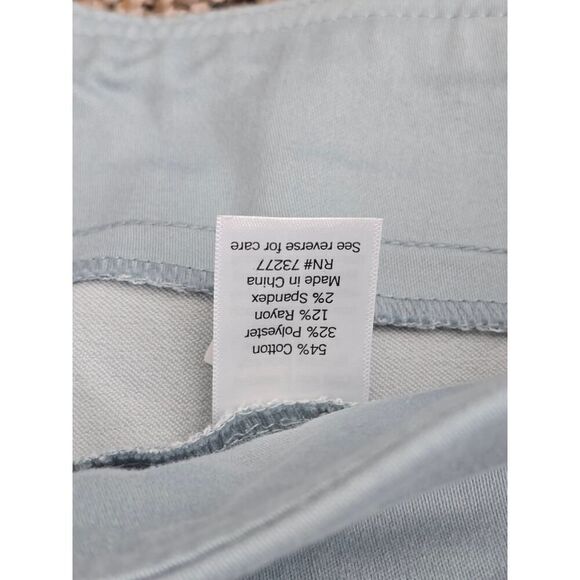 54% Cotton
32% Polyester
12% Rayon
2% Spandex
Made in China
RN# 73277
See reverse for care